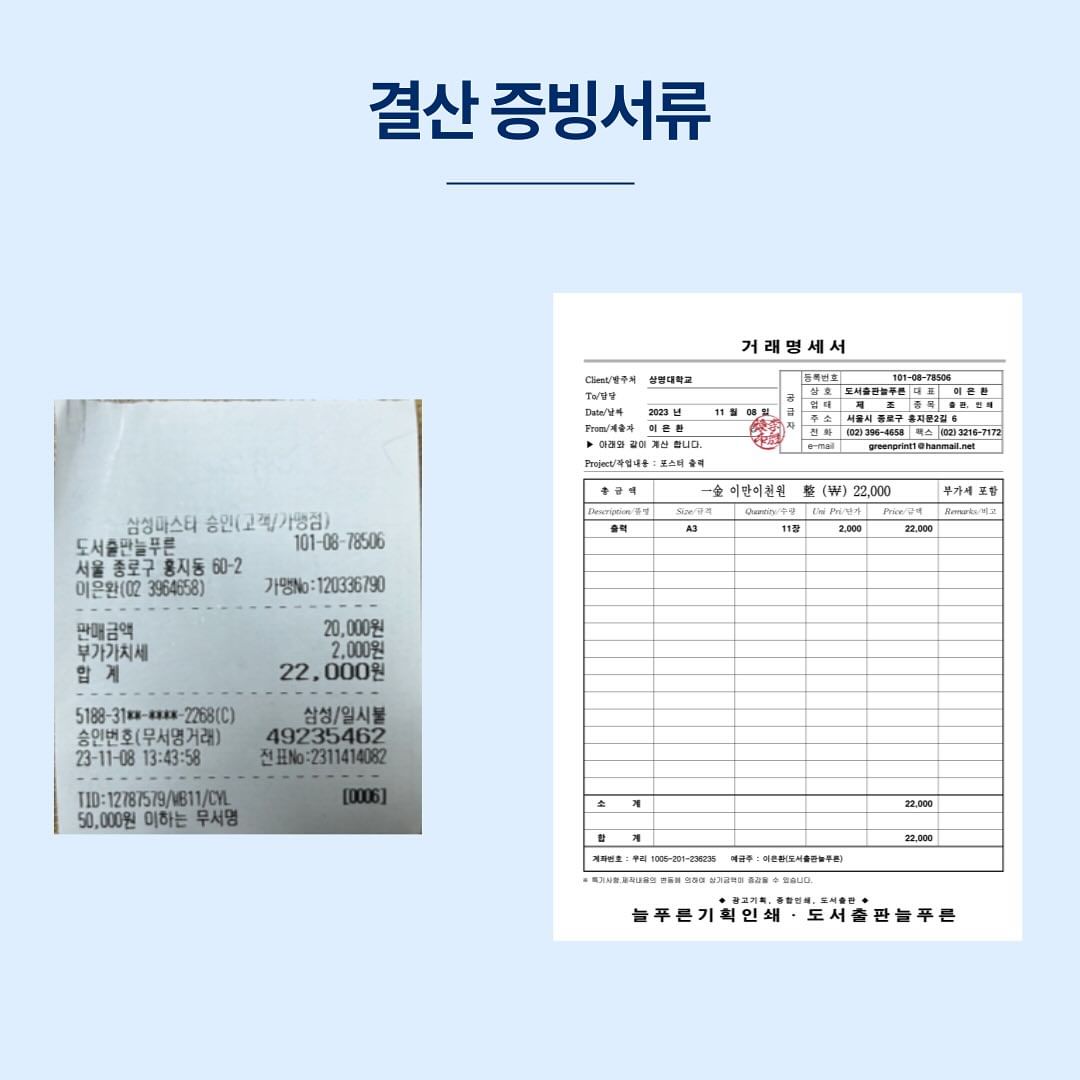 결산 증빙서류
삼성마스타 승인(고객/가맹점)
도서출판늘푸른 101-08-78506
서울 종로구 홍지동 60-2
이은환(02 3964658) 가맹No:120336790
판매금액 20,000원
부가가치세 2,000원
합 계 22,000원
5188-31**-****-2268(C) 삼성/일시불
승인번호(무서명거래) 49235462
23-11-08 13:43:58 전표No:2311414082
TID:12787579/WB11/CYL [0006]
50,000원 이하는 무서명
거래명세서
Client/발주처 상명대학교
To/담당
Date/날짜 2023 년 11 월 08 일
From/제출자 이 은 환
▶ 아래와 같이 계산 합니다.
공급자
등록번호 101-08-78506
상 호 도서출판늘푸른 대 표 이 은 환
업 태 제 조 종 목 출 판, 인 쇄
주 소 서울시 종로구 홍지문2길 6
전 화 (02) 396-4658 팩스 (02) 3216-7172
e-mail greenprint1@hanmail.net
Project/작업내용 : 포스터 출력
총 금 액 一金 이만이천원 整 (₩) 22,000 부가세 포함
Description/품명 Size/규격 Quantity/수량 Uni Pri/단가 Price/금액 Remarks/비고
출력 A3 11장 2,000 22,000
소 계 22,000
합 계 22,000
계좌번호 : 우리 1005-201-236235 예금주 : 이은환(도서출판늘푸른)
※ 특기사항:제작내용의 변동에 의하여 상기금액이 증감될 수 있습니다.
◆ 광고기획, 종합인쇄, 도서출판 ◆
늘푸른기획인쇄 · 도서출판늘푸른